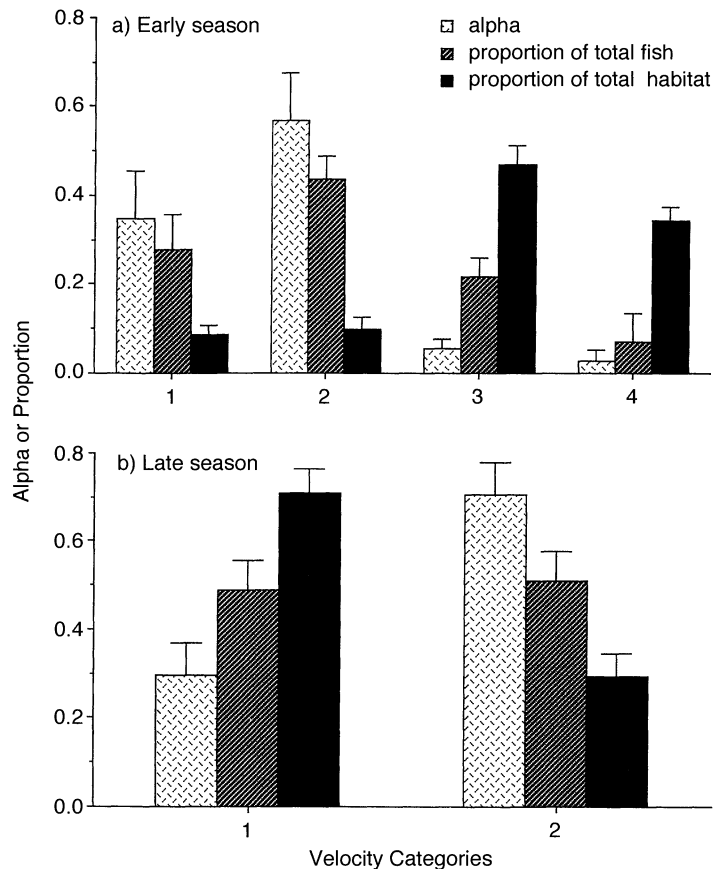 a) Early season
alpha
proportion of total fish
proportion of total habitat
0.8
0.6
0.4
0.2
0.0
1 2 3 4
Alpha or Proportion
b) Late season
0.8
0.6
0.4
0.2
0.0
1 2
Velocity Categories